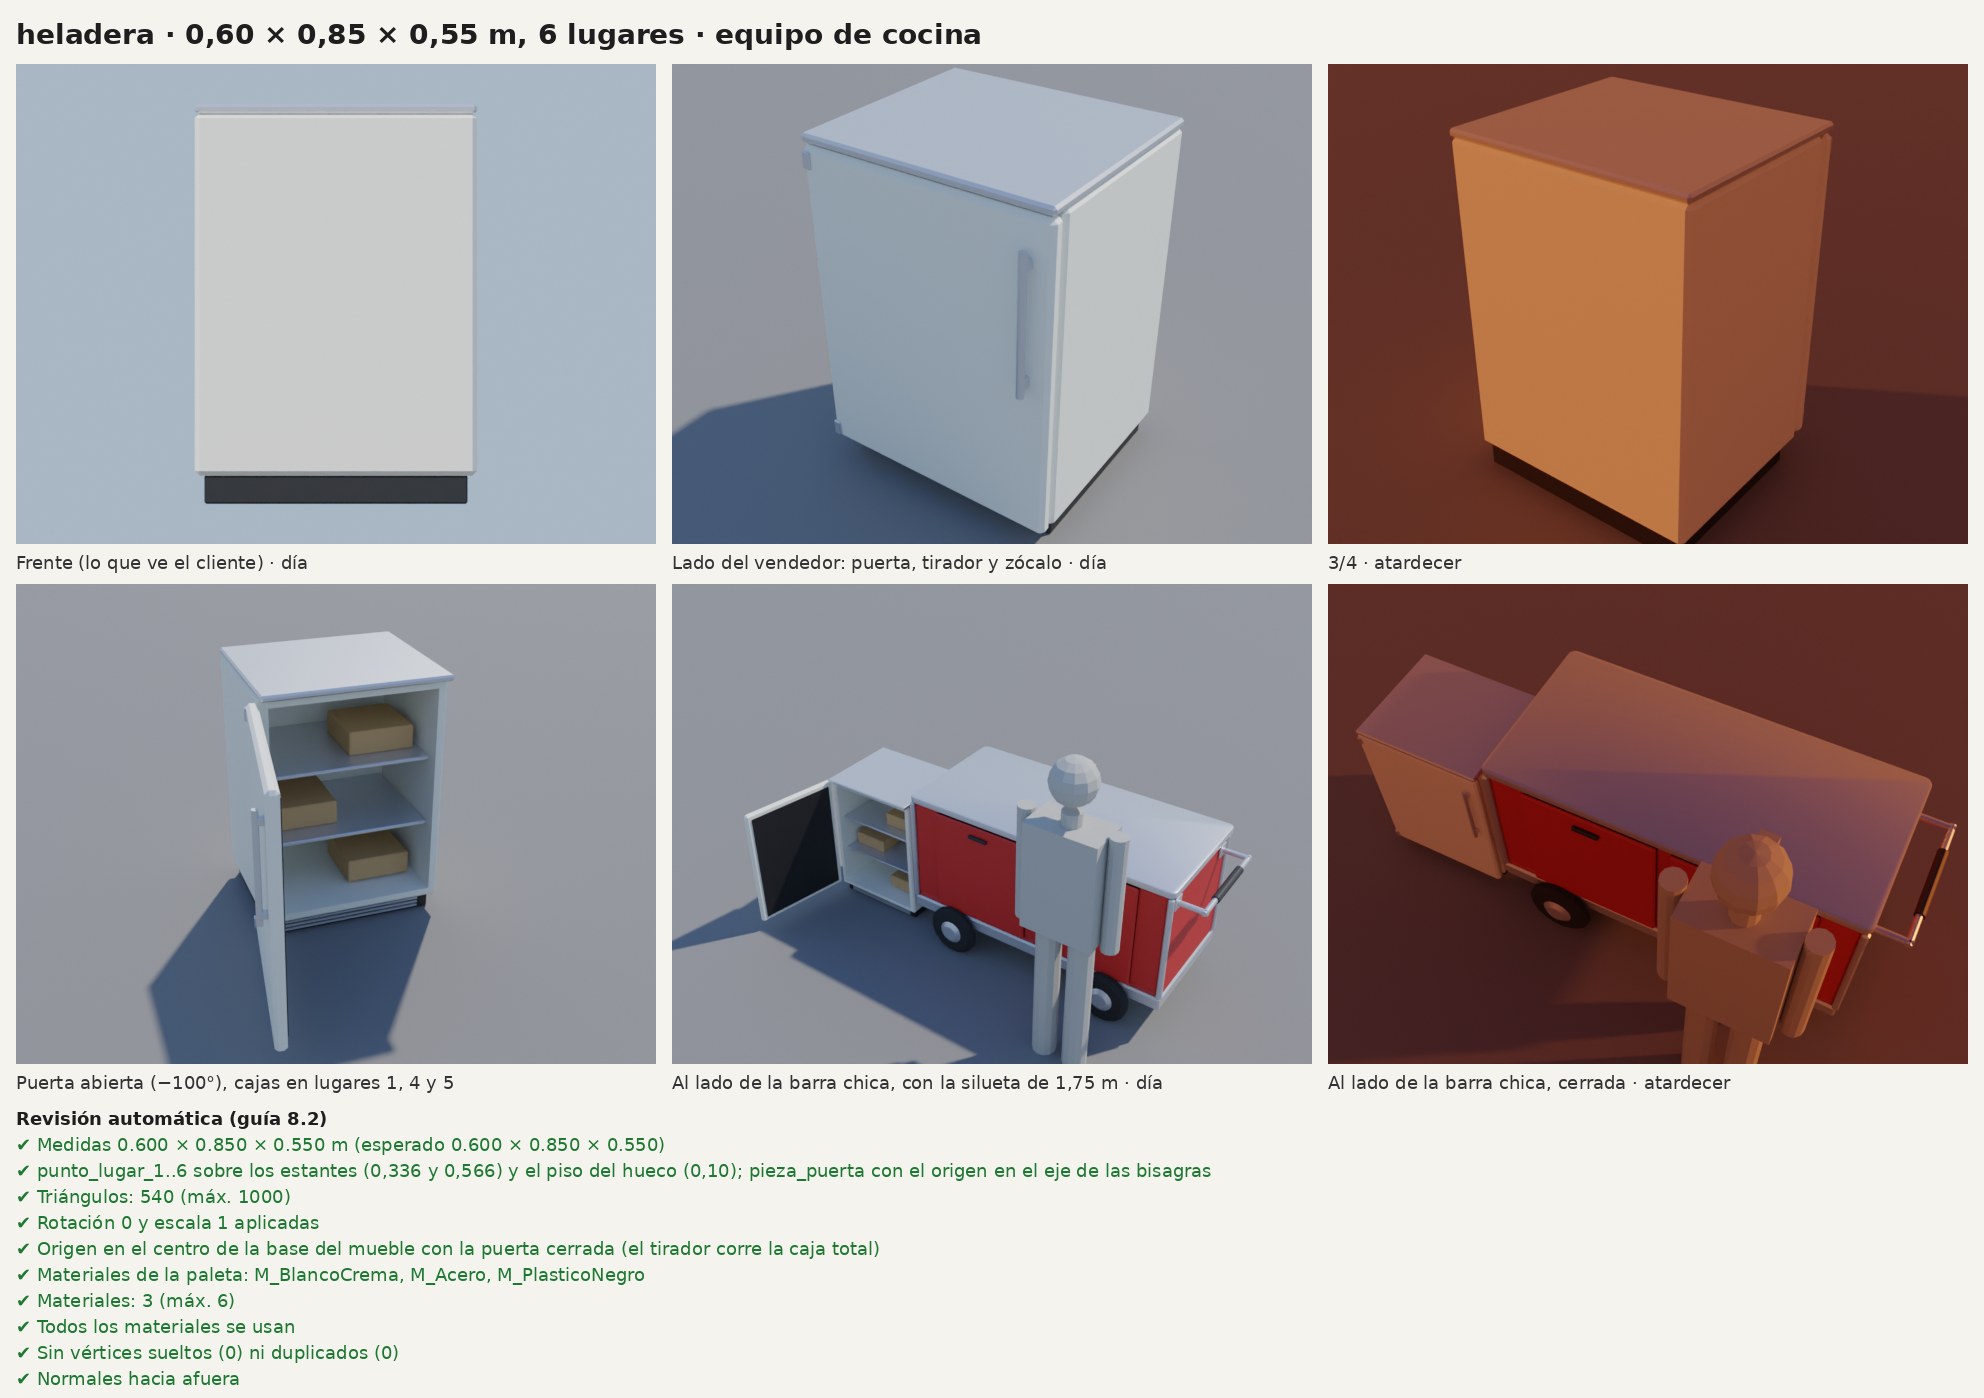 heladera · 0,60 × 0,85 × 0,55 m, 6 lugares · equipo de cocina
Frente (lo que ve el cliente) · día
Lado del vendedor: puerta, tirador y zócalo · día
3/4 · atardecer
Puerta abierta (−100°), cajas en lugares 1, 4 y 5
Al lado de la barra chica, con la silueta de 1,75 m · día
Al lado de la barra chica, cerrada · atardecer
Revisión automática (guía 8.2)
✔ Medidas 0.600 × 0.850 × 0.550 m (esperado 0.600 × 0.850 × 0.550)
✔ punto_lugar_1..6 sobre los estantes (0,336 y 0,566) y el piso del hueco (0,10); pieza_puerta con el origen en el eje de las bisagras
✔ Triángulos: 540 (máx. 1000)
✔ Rotación 0 y escala 1 aplicadas
✔ Origen en el centro de la base del mueble con la puerta cerrada (el tirador corre la caja total)
✔ Materiales de la paleta: M_BlancoCrema, M_Acero, M_PlasticoNegro
✔ Materiales: 3 (máx. 6)
✔ Todos los materiales se usan
✔ Sin vértices sueltos (0) ni duplicados (0)
✔ Normales hacia afuera